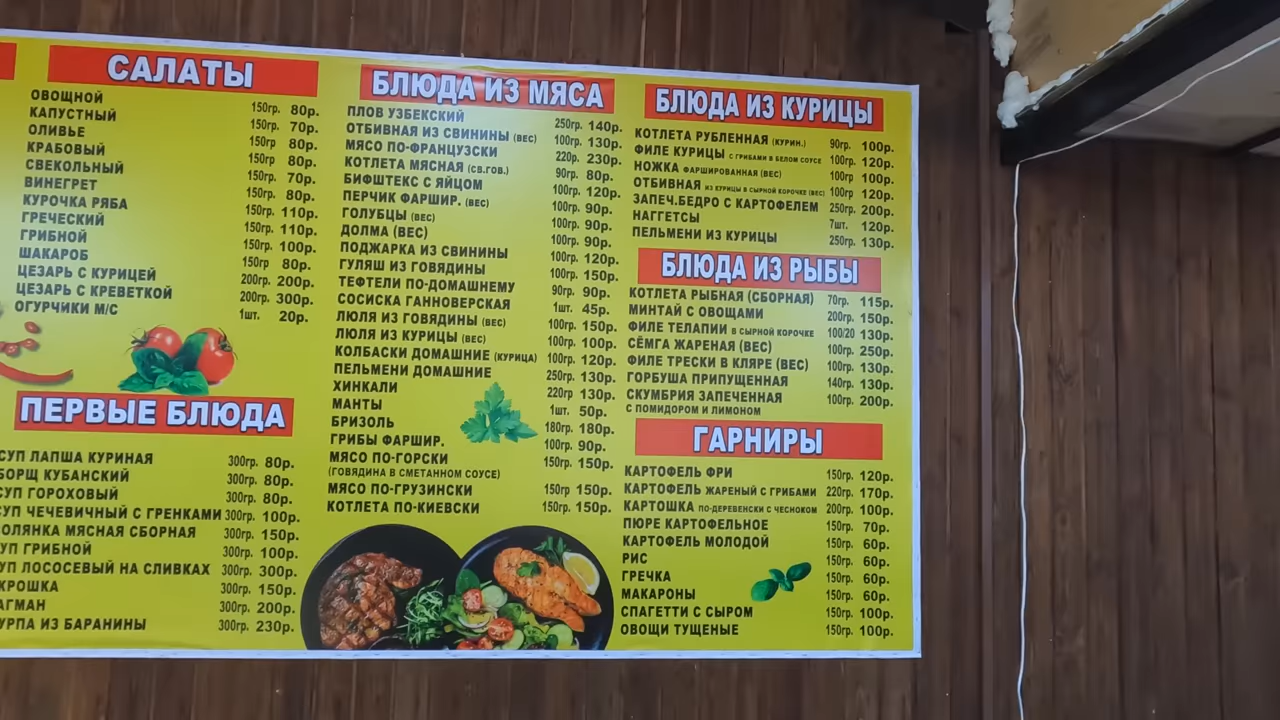 САЛАТЫ
ОВОЩНОЙ 150гр. 80р.
КАПУСТНЫЙ 150гр. 70р.
ОЛИВЬЕ 150гр 80р.
КРАБОВЫЙ 150гр 80р.
СВЕКОЛЬНЫЙ 150гр. 70р.
ВИНЕГРЕТ 150гр. 80р.
КУРОЧКА РЯБА 150гр. 110р.
ГРЕЧЕСКИЙ 150гр. 110р.
ГРИБНОЙ 150гр. 100р.
ШАКАРОБ 150гр 80р.
ЦЕЗАРЬ С КУРИЦЕЙ 200гр. 200р.
ЦЕЗАРЬ С КРЕВЕТКОЙ 200гр. 300р.
ОГУРЧИКИ М/С 1шт. 20р.
ПЕРВЫЕ БЛЮДА
СУП ЛАПША КУРИНАЯ 300гр. 80р.
БОРЩ КУБАНСКИЙ 300гр. 80р.
СУП ГОРОХОВЫЙ 300гр. 80р.
СУП ЧЕЧЕВИЧНЫЙ С ГРЕНКАМИ 300гр. 100р.
ОЛЯНКА МЯСНАЯ СБОРНАЯ 300гр. 150р.
УП ГРИБНОЙ 300гр. 100р.
УП ЛОСОСЕВЫЙ НА СЛИВКАХ 300гр. 300р.
КРОШКА 300гр. 150р.
АГМАН 300гр. 200р.
УРПА ИЗ БАРАНИНЫ 300гр. 230р.
БЛЮДА ИЗ МЯСА
ПЛОВ УЗБЕКСКИЙ 250гр. 140р.
ОТБИВНАЯ ИЗ СВИНИНЫ (ВЕС) 100гр. 130р.
МЯСО ПО-ФРАНЦУЗСКИ 220р. 230р.
КОТЛЕТА МЯСНАЯ (СВ.ГОВ.) 90гр. 80р.
БИФШТЕКС С ЯЙЦОМ 100гр. 120р.
ПЕРЧИК ФАРШИР. (ВЕС) 100гр. 90р.
ГОЛУБЦЫ (ВЕС) 100гр. 90р.
ДОЛМА (ВЕС) 100гр. 90р.
ПОДЖАРКА ИЗ СВИНИНЫ 100гр. 120р.
ГУЛЯШ ИЗ ГОВЯДИНЫ 100гр. 150р.
ТЕФТЕЛИ ПО-ДОМАШНЕМУ 90гр. 90р.
СОСИСКА ГАННОВЕРСКАЯ 1шт. 45р.
ЛЮЛЯ ИЗ ГОВЯДИНЫ (ВЕС) 100гр. 150р.
ЛЮЛЯ ИЗ КУРИЦЫ (ВЕС) 100гр. 100р.
КОЛБАСКИ ДОМАШНИЕ (КУРИЦА) 100гр. 120р.
ПЕЛЬМЕНИ ДОМАШНИЕ 250гр. 130р.
ХИНКАЛИ 220гр 130р.
МАНТЫ 1шт. 50р.
БРИЗОЛЬ 180гр. 180р.
ГРИБЫ ФАРШИР. 100гр. 90р.
МЯСО ПО-ГОРСКИ 150гр. 150р.
(ГОВЯДИНА В СМЕТАННОМ СОУСЕ)
МЯСО ПО-ГРУЗИНСКИ 150гр 150р.
КОТЛЕТА ПО-КИЕВСКИ 150гр. 150р.
БЛЮДА ИЗ КУРИЦЫ
КОТЛЕТА РУБЛЕННАЯ (КУРИН.) 90гр. 100р.
ФИЛЕ КУРИЦЫ С ГРИБАМИ В БЕЛОМ СОУСЕ 100гр. 120р.
НОЖКА ФАРШИРОВАННАЯ (ВЕС) 100гр 100р.
ОТБИВНАЯ ИЗ КУРИЦЫ В СЫРНОЙ КОРОЧКЕ (ВЕС) 100гр 120р.
ЗАПЕЧ.БЕДРО С КАРТОФЕЛЕМ 250гр. 200р.
НАГГЕТСЫ 7шт. 120р.
ПЕЛЬМЕНИ ИЗ КУРИЦЫ 250гр. 130р.
БЛЮДА ИЗ РЫБЫ
КОТЛЕТА РЫБНАЯ (СБОРНАЯ) 70гр. 115р.
МИНТАЙ С ОВОЩАМИ 200гр. 150р.
ФИЛЕ ТЕЛАПИИ В СЫРНОЙ КОРОЧКЕ 100/20 130р.
СЁМГА ЖАРЕНАЯ (ВЕС) 100гр. 250р.
ФИЛЕ ТРЕСКИ В КЛЯРЕ (ВЕС) 100гр. 130р.
ГОРБУША ПРИПУЩЕННАЯ 140гр. 130р.
СКУМБРИЯ ЗАПЕЧЕННАЯ 100гр. 200р.
С ПОМИДОРОМ И ЛИМОНОМ
ГАРНИРЫ
КАРТОФЕЛЬ ФРИ 150гр. 120р.
КАРТОФЕЛЬ ЖАРЕНЫЙ С ГРИБАМИ 220гр. 170р.
КАРТОШКА ПО-ДЕРЕВЕНСКИ С ЧЕСНОКОМ 200гр. 100р.
ПЮРЕ КАРТОФЕЛЬНОЕ 150гр. 70р.
КАРТОФЕЛЬ МОЛОДОЙ 150гр. 60р.
РИС 150гр. 60р.
ГРЕЧКА 150гр. 60р.
МАКАРОНЫ 150гр. 60р.
СПАГЕТТИ С СЫРОМ 150гр. 100р.
ОВОЩИ ТУЩЕНЫЕ 150гр. 100р.